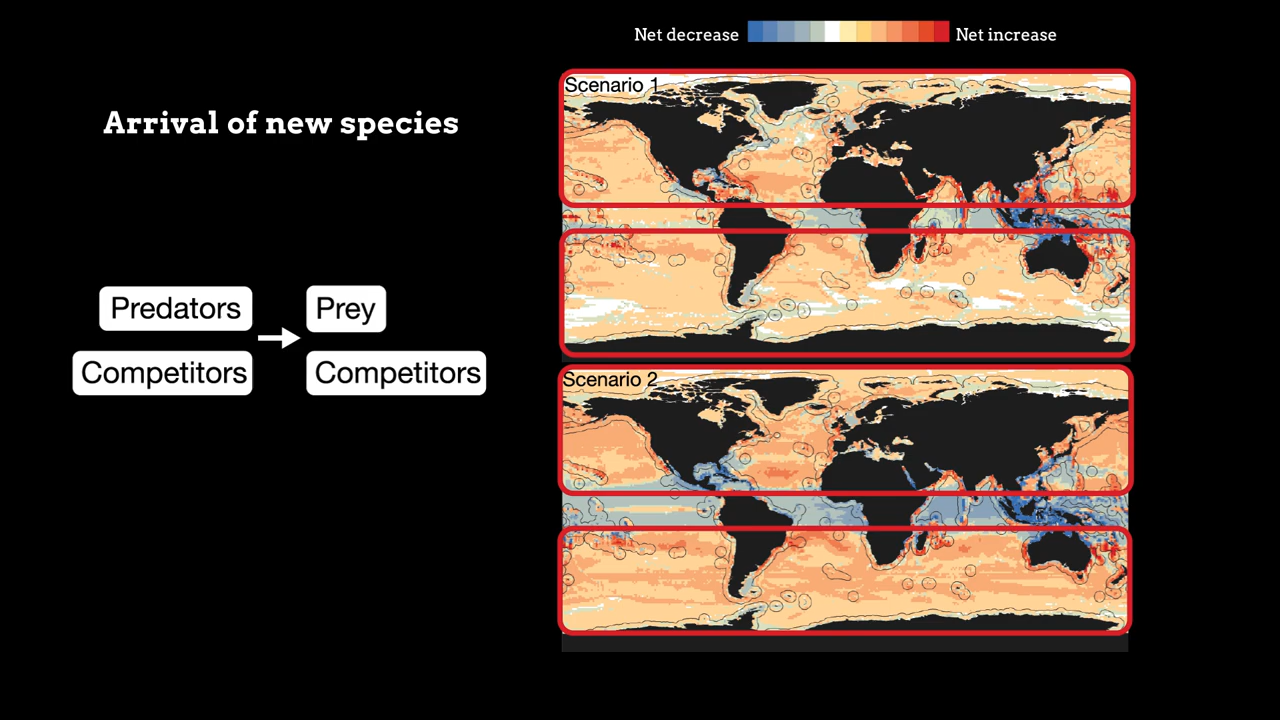 Net decrease
Net increase
Scenario 1
Arrival of new species
Predators
Prey
Competitors
Competitors
Scenario 2